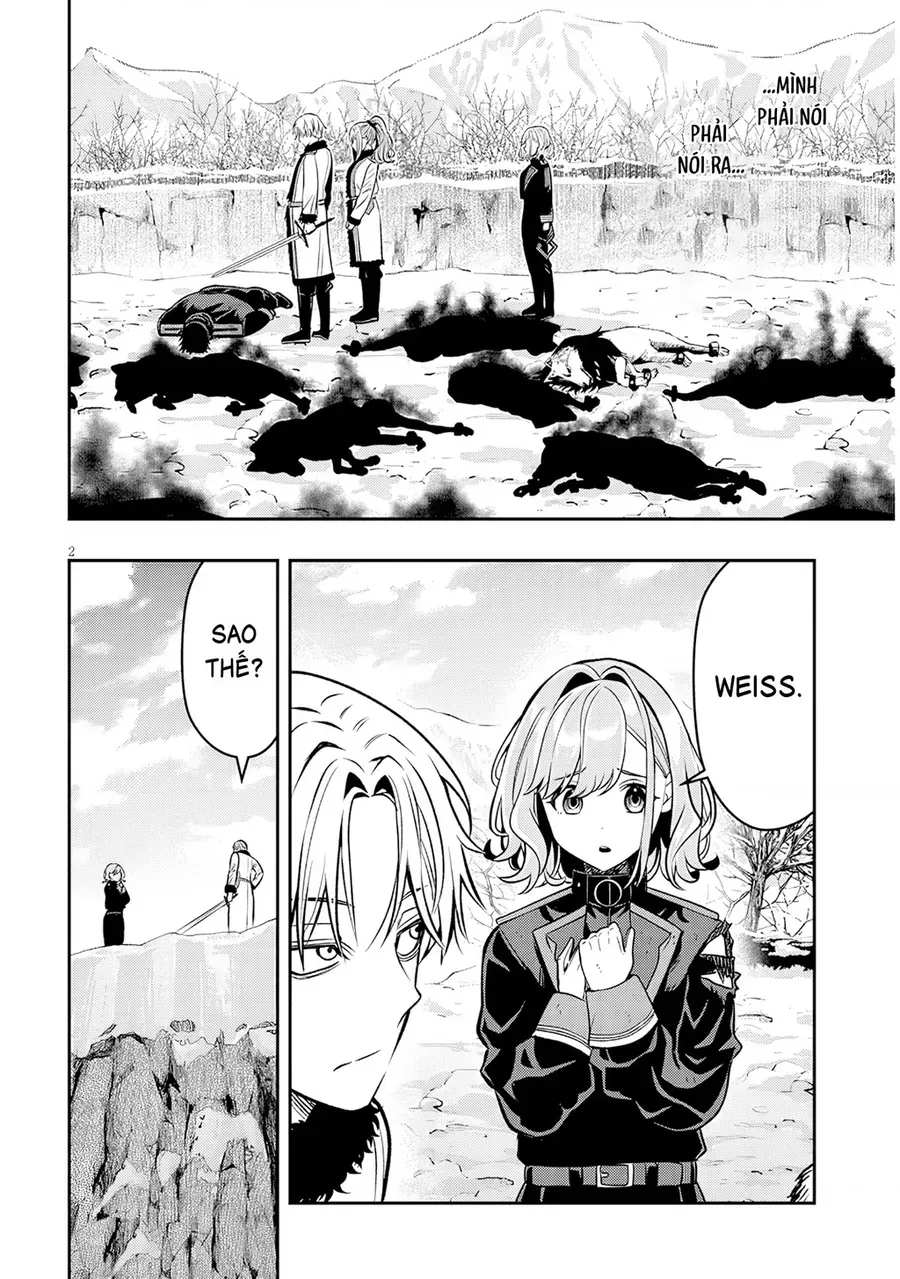 ...MÌNH
PHẢI NÓI
PHẢI
NÓI RA...
2
WEISS.
SAO
THẾ?